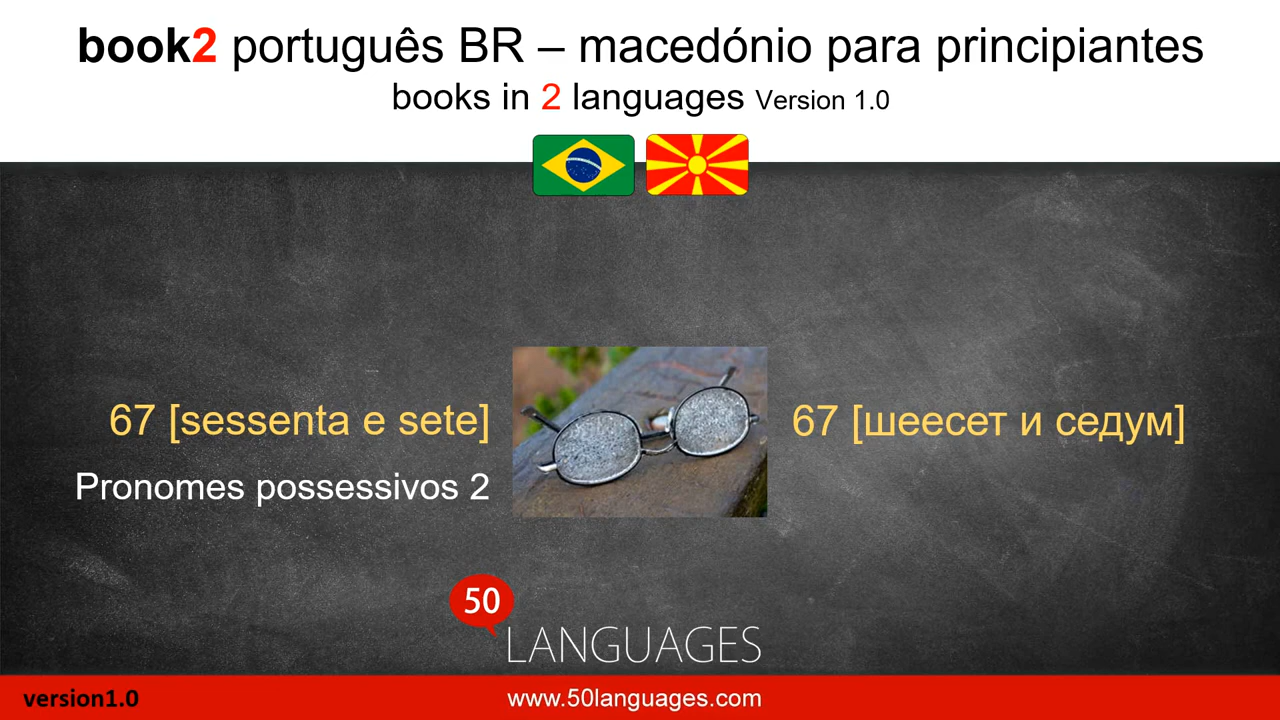 book2 português BR – macedónio para principiantes
books in 2 languages Version 1.0
67 [sessenta e sete]
Pronomes possessivos 2
67 [шеесет и седум]
50
LANGUAGES
version1.0
www.50languages.com